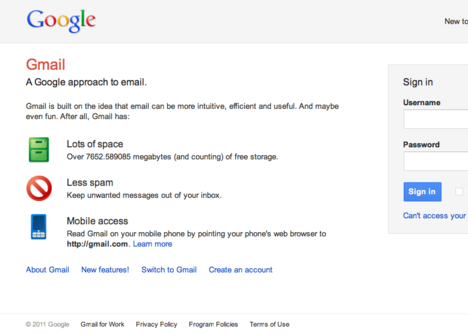 Google
New to
Gmail
A Google approach to email.
Sign in
Gmail is built on the idea that email can be more intuitive, efficient and useful. And maybe
even fun. After all, Gmail has:
Username
Lots of space
Over 7652.589085 megabytes (and counting) of free storage.
Password
Less spam
Keep unwanted messages out of your inbox.
Sign in
Mobile access
Read Gmail on your mobile phone by pointing your phone's web browser to
http://gmail.com. Learn more
Can't access your
About Gmail New features! Switch to Gmail Create an account
© 2011 Google Gmail for Work Privacy Policy Program Policies Terms of Use